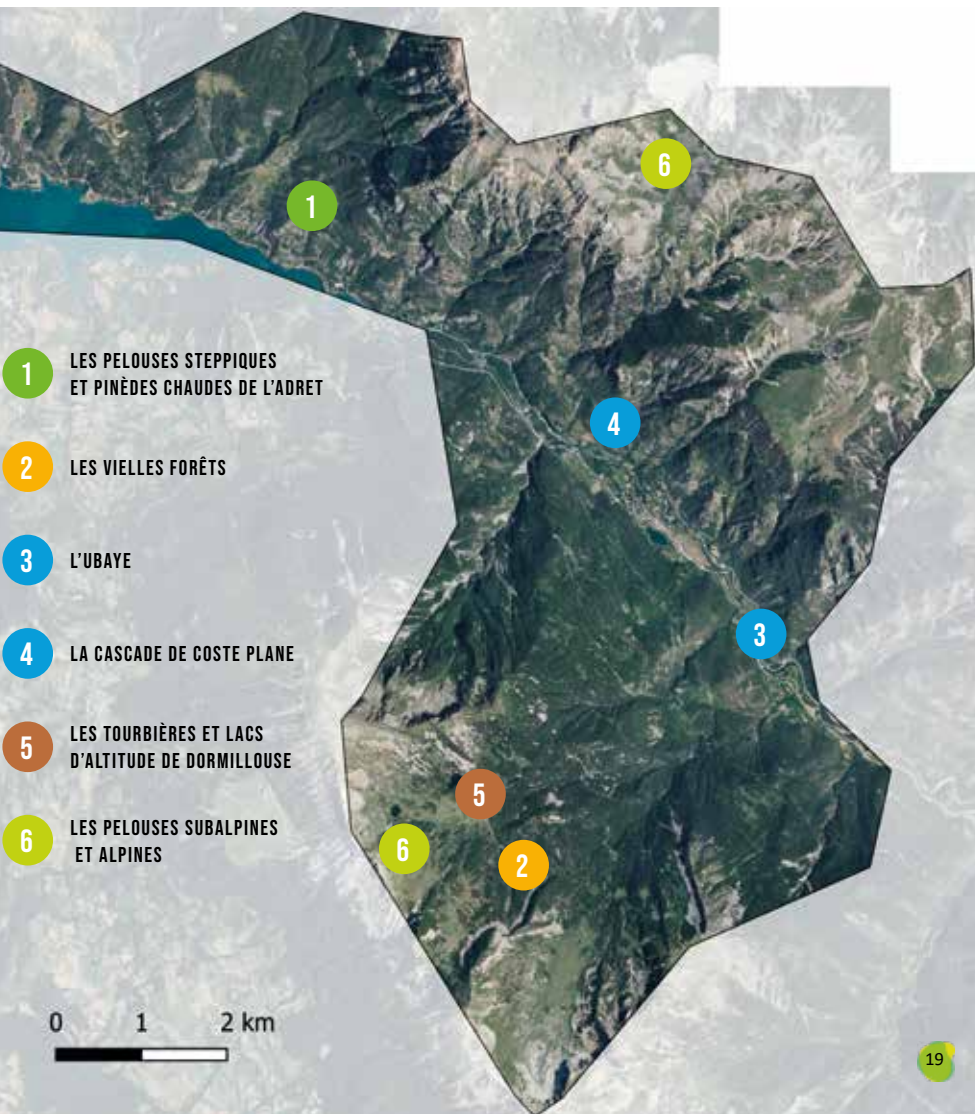 6
1
4
3
5
6
2
1 LES PELOUSES STEPPIQUES
ET PINÈDES CHAUDES DE L'ADRET
2 LES VIELLES FORÊTS
3 L'UBAYE
4 LA CASCADE DE COSTE PLANE
5 LES TOURBIÈRES ET LACS
D'ALTITUDE DE DORMILLOUSE
6 LES PELOUSES SUBALPINES
ET ALPINES
0 1 2 km
19